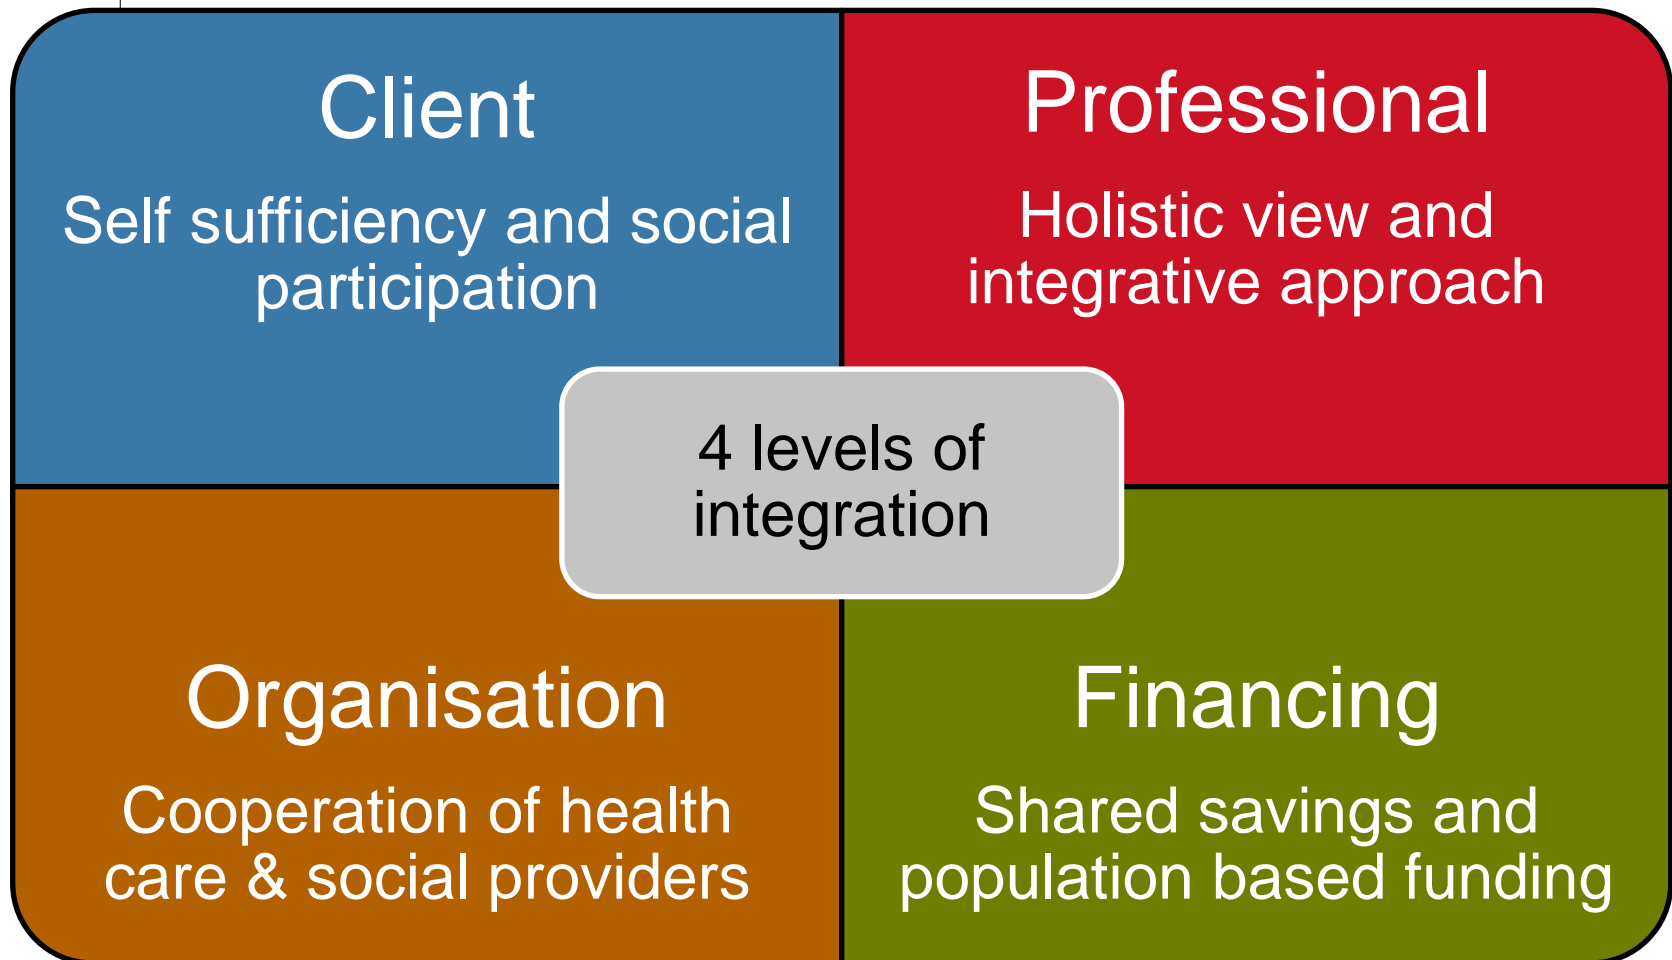 Client
Self sufficiency and social
participation
Professional
Holistic view and
integrative approach
4 levels of
integration
Organisation
Cooperation of health
care & social providers
Financing
Shared savings and
population based funding